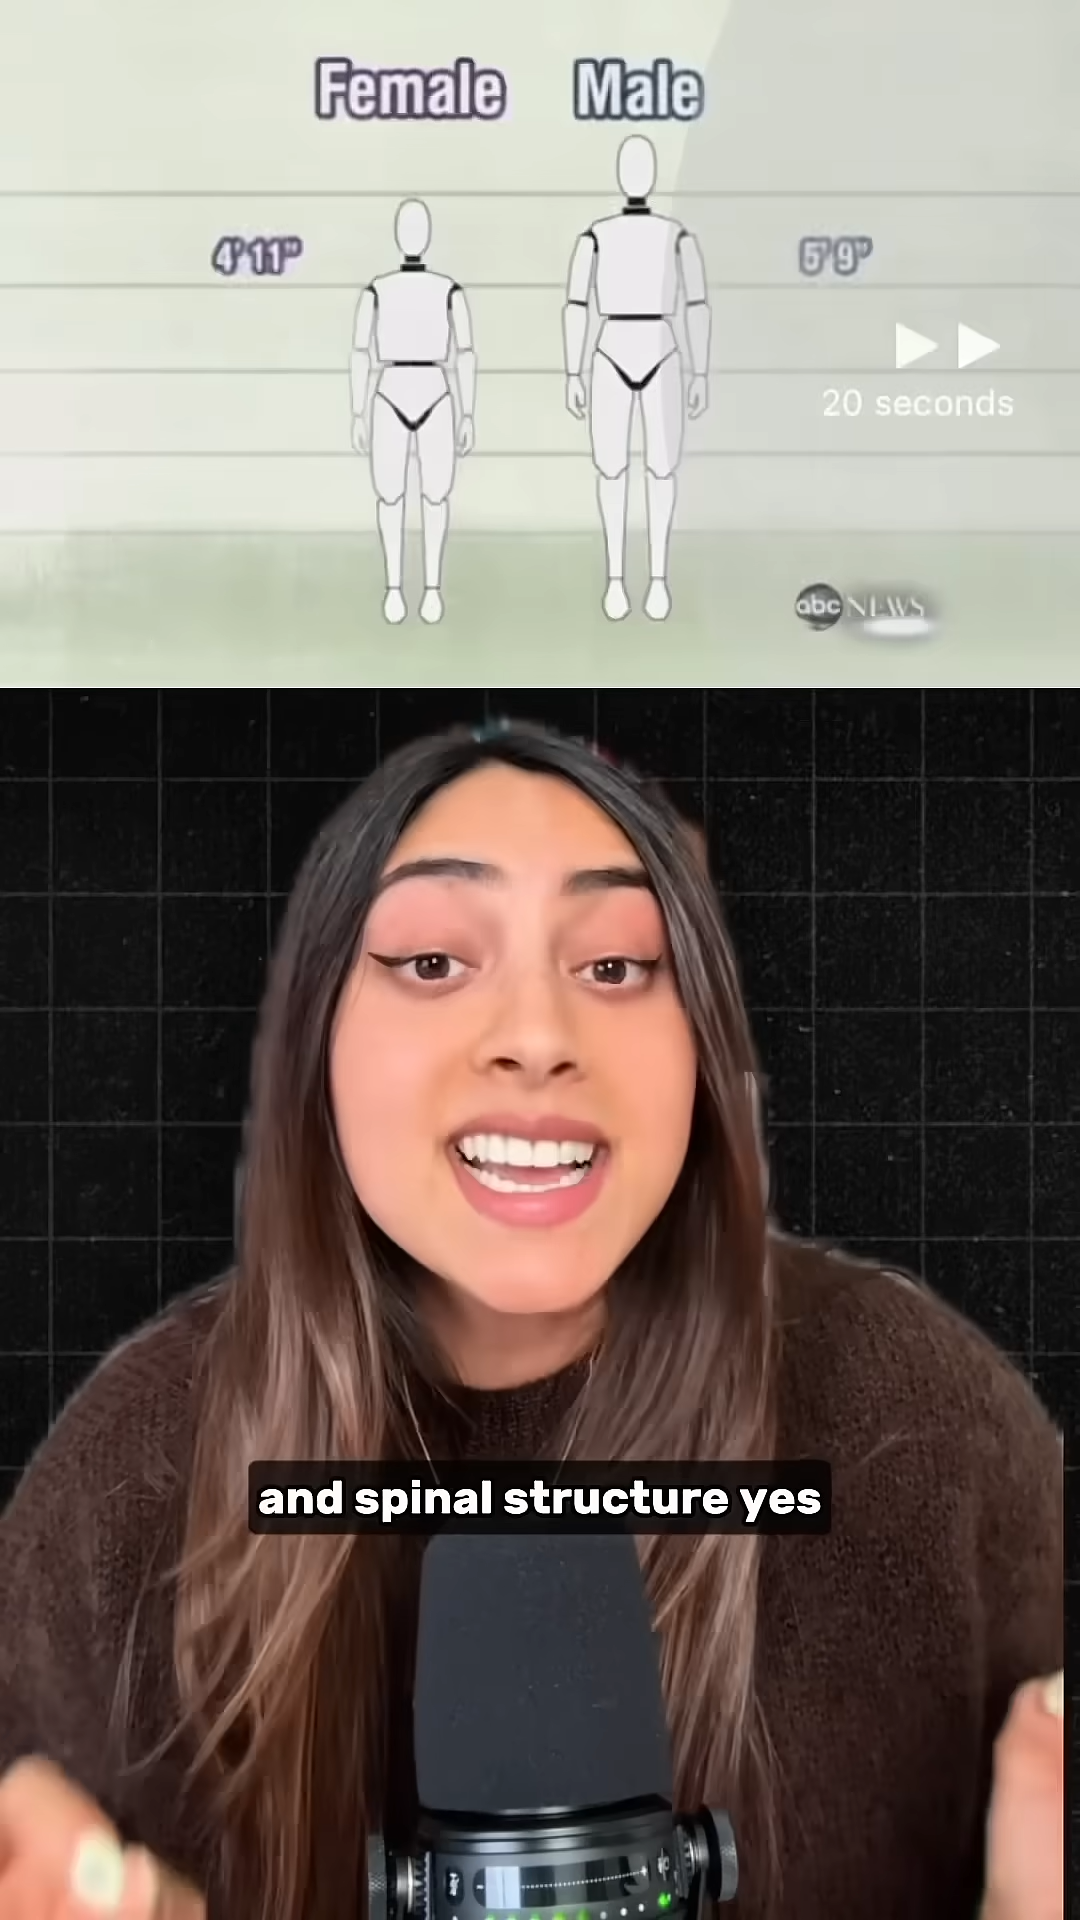 Female Male
4'11" 5'9"
20 seconds
abc NEWS
and spinal structure yes